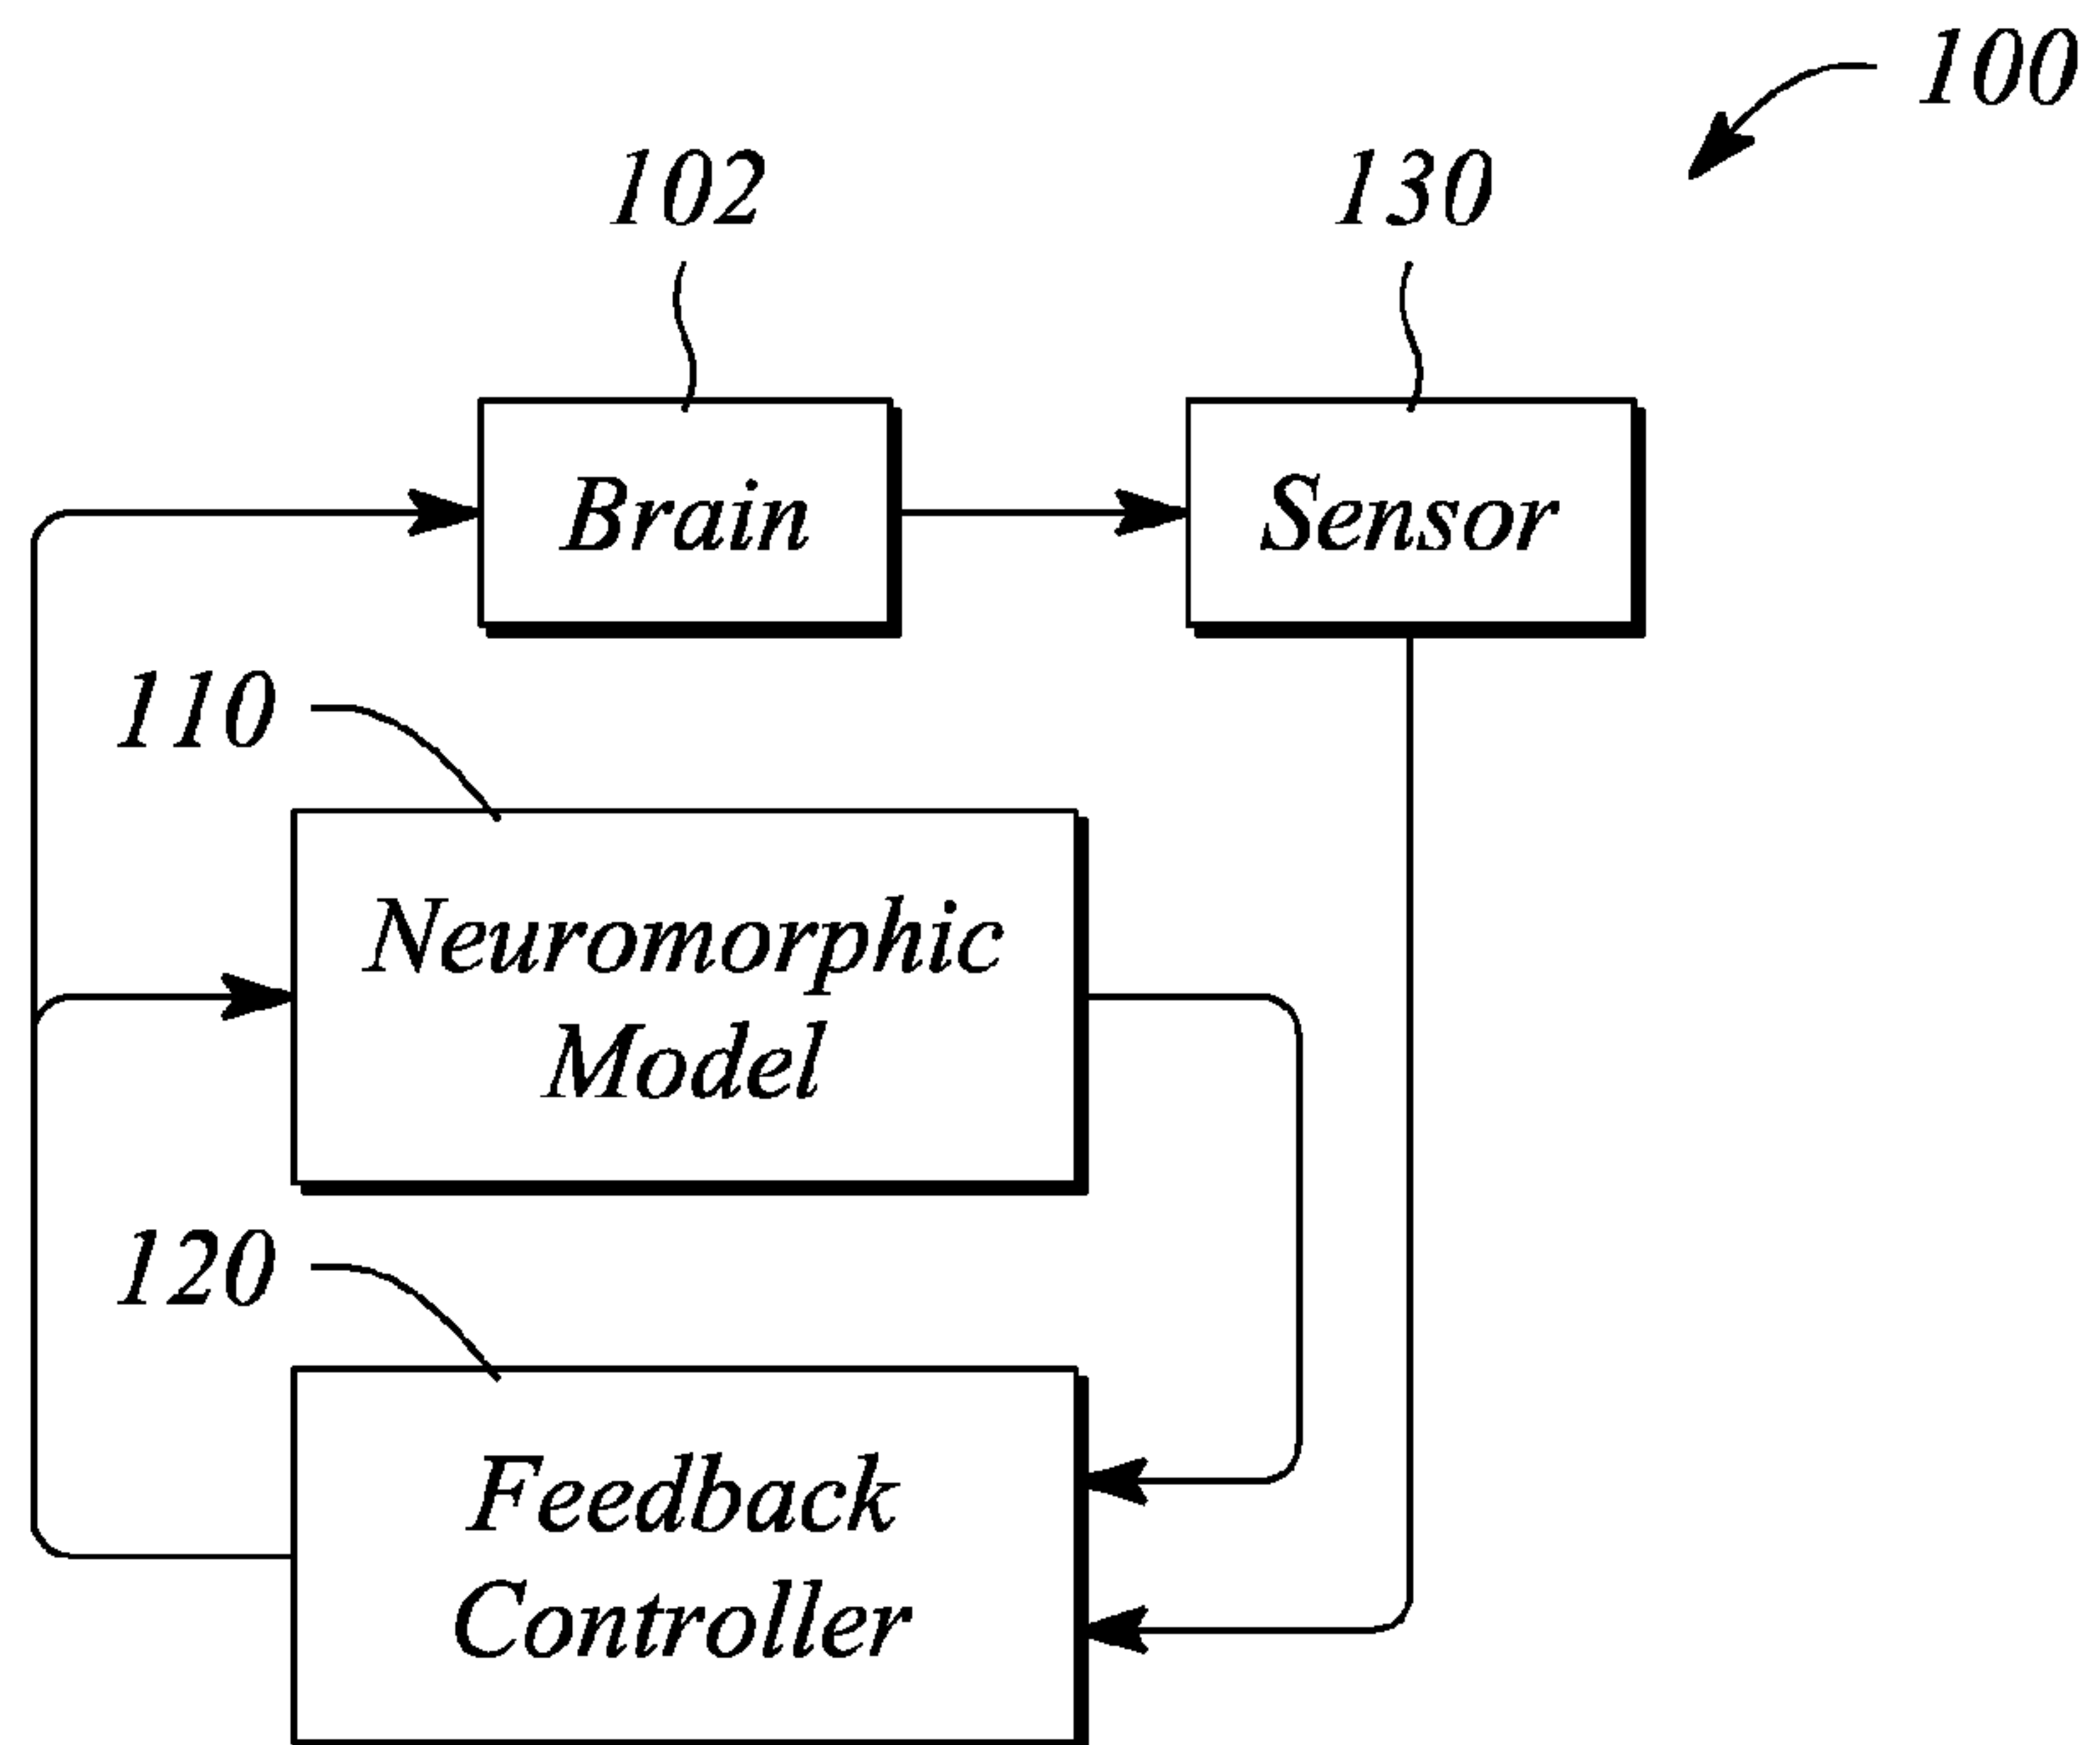 100
102
130
Brain
Sensor
110
Neuromorphic
Model
120
Feedback
Controller